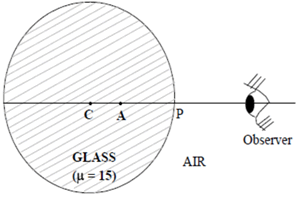 C A P
Observer
GLASS
AIR
(μ = 15)